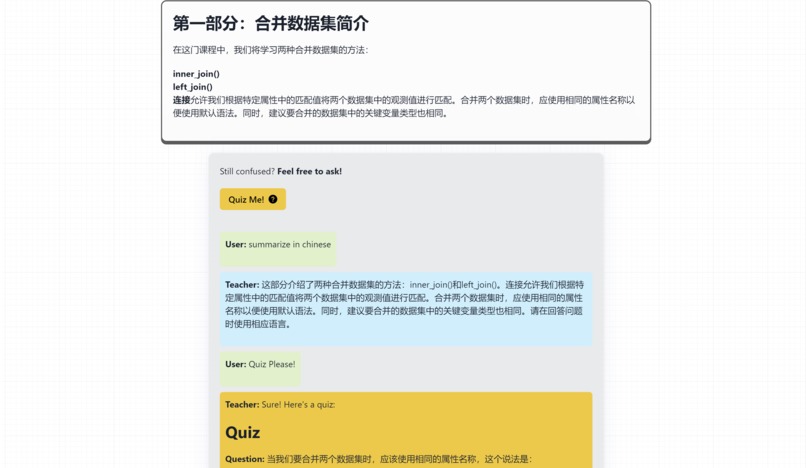 第一部分：合并数据集简介
在这门课程中，我们将学习两种合并数据集的方法：
inner_join()
left_join()
连接允许我们根据特定属性中的匹配值将两个数据集中的观测值进行匹配。合并两个数据集时，应使用相同的属性名称以
便使用默认语法。同时，建议要合并的数据集中的关键变量类型也相同。
Still confused? Feel free to ask!
Quiz Me! ?
User: summarize in chinese
Teacher: 这部分介绍了两种合并数据集的方法：inner_join()和left_join()。连接允许我们根据特
定属性中的匹配值将两个数据集中的观测值进行匹配。合并两个数据集时，应使用相同的属性
名称以便使用默认语法。同时，建议要合并的数据集中的关键变量类型也相同。请在回答问题
时使用相应语言。
User: Quiz Please!
Teacher: Sure! Here's a quiz:
Quiz
Question: 当我们要合并两个数据集时，应该使用相同的属性名称，这个说法是：